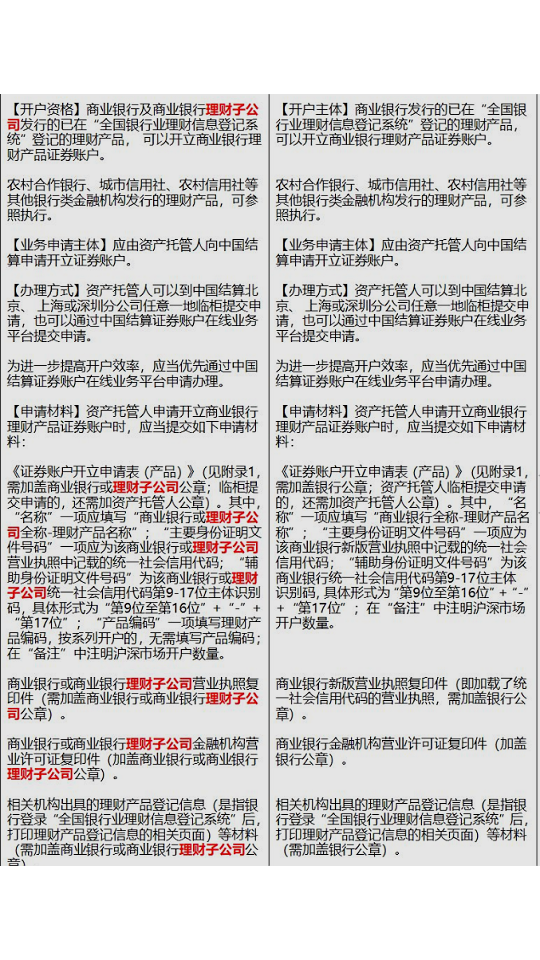 【开户资格】商业银行及商业银行理财子公
司发行的已在“全国银行业理财信息登记系
统”登记的理财产品， 可以开立商业银行理
财产品证券账户。
农村合作银行、城市信用社、农村信用社等
其他银行类金融机构发行的理财产品，可参
照执行。
【业务申请主体】应由资产托管人向中国结
算申请开立证券账户。
【办理方式】资产托管人可以到中国结算北
京、 上海或深圳分公司任意一地临柜提交申
请，也可以通过中国结算证券账户在线业务
平台提交申请。
为进一步提高开户效率，应当优先通过中国
结算证券账户在线业务平台申请办理。
【申请材料】资产托管人申请开立商业银行
理财产品证券账户时，应当提交如下申请材
料：
《证券账户开立申请表 (产品) 》（见附录1，
需加盖商业银行或理财子公司公章；临柜提
交申请的，还需加资产托管人公章）。其中，
“名称”一项应填写“商业银行或理财子公
司全称-理财产品名称”；“主要身份证明文
件号码”一项应为该商业银行或理财子公司
营业执照中记载的统一社会信用代码；“辅
助身份证明文件号码”为该商业银行或理财
子公司统一社会信用代码第9-17位主体识别
码，具体形式为“第9位至第16位”+“-”+
“第17位”；“产品编码”一项填写理财产
品编码，按系列开户的，无需填写产品编码；
在“备注”中注明沪深市场开户数量。
商业银行或商业银行理财子公司营业执照复
印件（需加盖商业银行或商业银行理财子公
司公章）。
商业银行或商业银行理财子公司金融机构营
业许可证复印件（加盖商业银行或商业银行
理财子公司公章）。
相关机构出具的理财产品登记信息（是指银
行登录“全国银行业理财信息登记系统”后，
打印理财产品登记信息的相关页面）等材料
（需加盖商业银行或商业银行理财子公司公
章）
【开户主体】商业银行发行的已在“全国银
行业理财信息登记系统”登记的理财产品，
可以开立商业银行理财产品证券账户。
农村合作银行、城市信用社、农村信用社等
其他银行类金融机构发行的理财产品，可参
照执行。
【业务申请主体】应由资产托管人向中国结
算申请开立证券账户。
【办理方式】资产托管人可以到中国结算北
京、上海或深圳分公司任意一地临柜提交申
请，也可以通过中国结算证券账户在线业务
平台提交申请。
为进一步提高开户效率，应当优先通过中国
结算证券账户在线业务平台申请办理。
【申请材料】资产托管人申请开立商业银行
理财产品证券账户时，应当提交如下申请材
料：
《证券账户开立申请表 (产品) 》（见附录1，
需加盖银行公章；资产托管人临柜提交申请
的，还需加资产托管人公章）。其中，“名
称”一项应填写“商业银行全称-理财产品名
称”；“主要身份证明文件号码”一项应为
该商业银行新版营业执照中记载的统一社会
信用代码；“辅助身份证明文件号码”为该
商业银行统一社会信用代码第9-17位主体
识别码，具体形式为“第9位至第16位”+“-”
+“第17位”；在“备注”中注明沪深市场
开户数量。
商业银行新版营业执照复印件（即加载了统
一社会信用代码的营业执照，需加盖银行公
章）。
商业银行金融机构营业许可证复印件（加盖
银行公章）。
相关机构出具的理财产品登记信息（是指银
行登录“全国银行业理财信息登记系统”后，
打印理财产品登记信息的相关页面）等材料
（需加盖银行公章）。